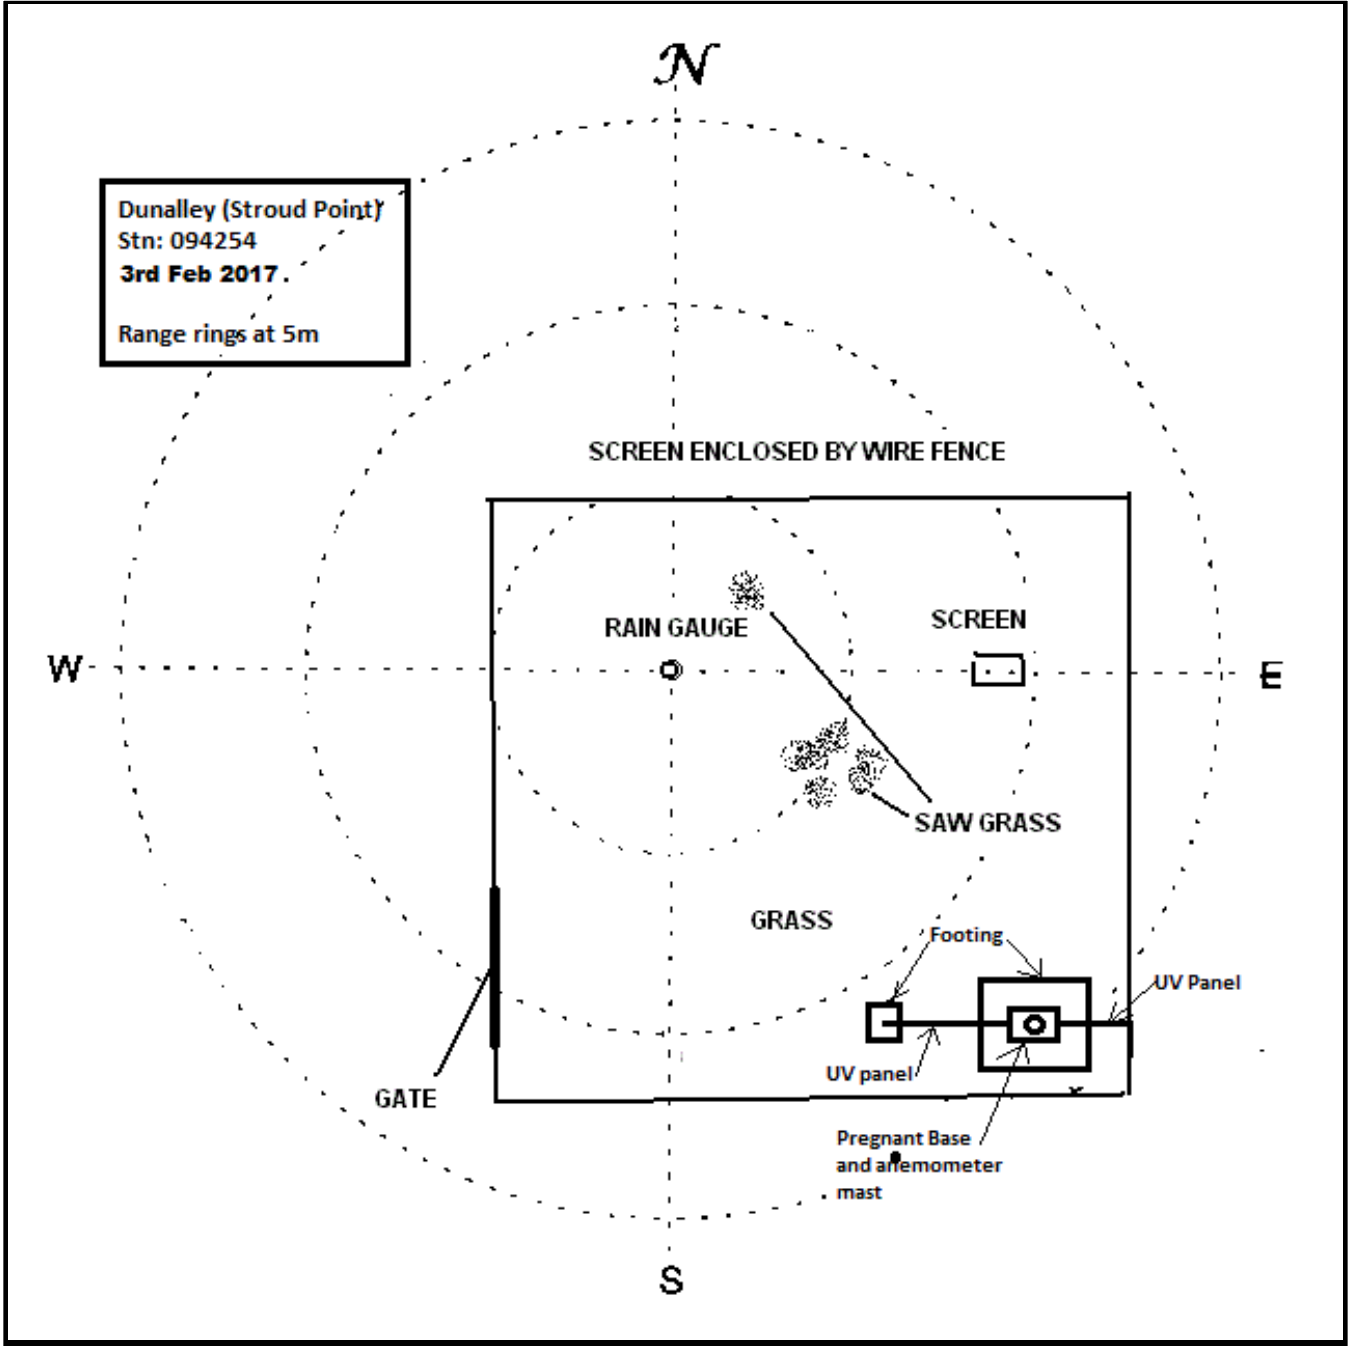 N
Dunalley (Stroud Point)
Stn: 094254
3rd Feb 2017.
Range rings at 5m
SCREEN ENCLOSED BY WIRE FENCE
RAIN GAUGE
SCREEN
W
E
SAW GRASS
GRASS
Footing
UV Panel
UV panel
GATE
Pregnant Base
and anemometer
mast
S